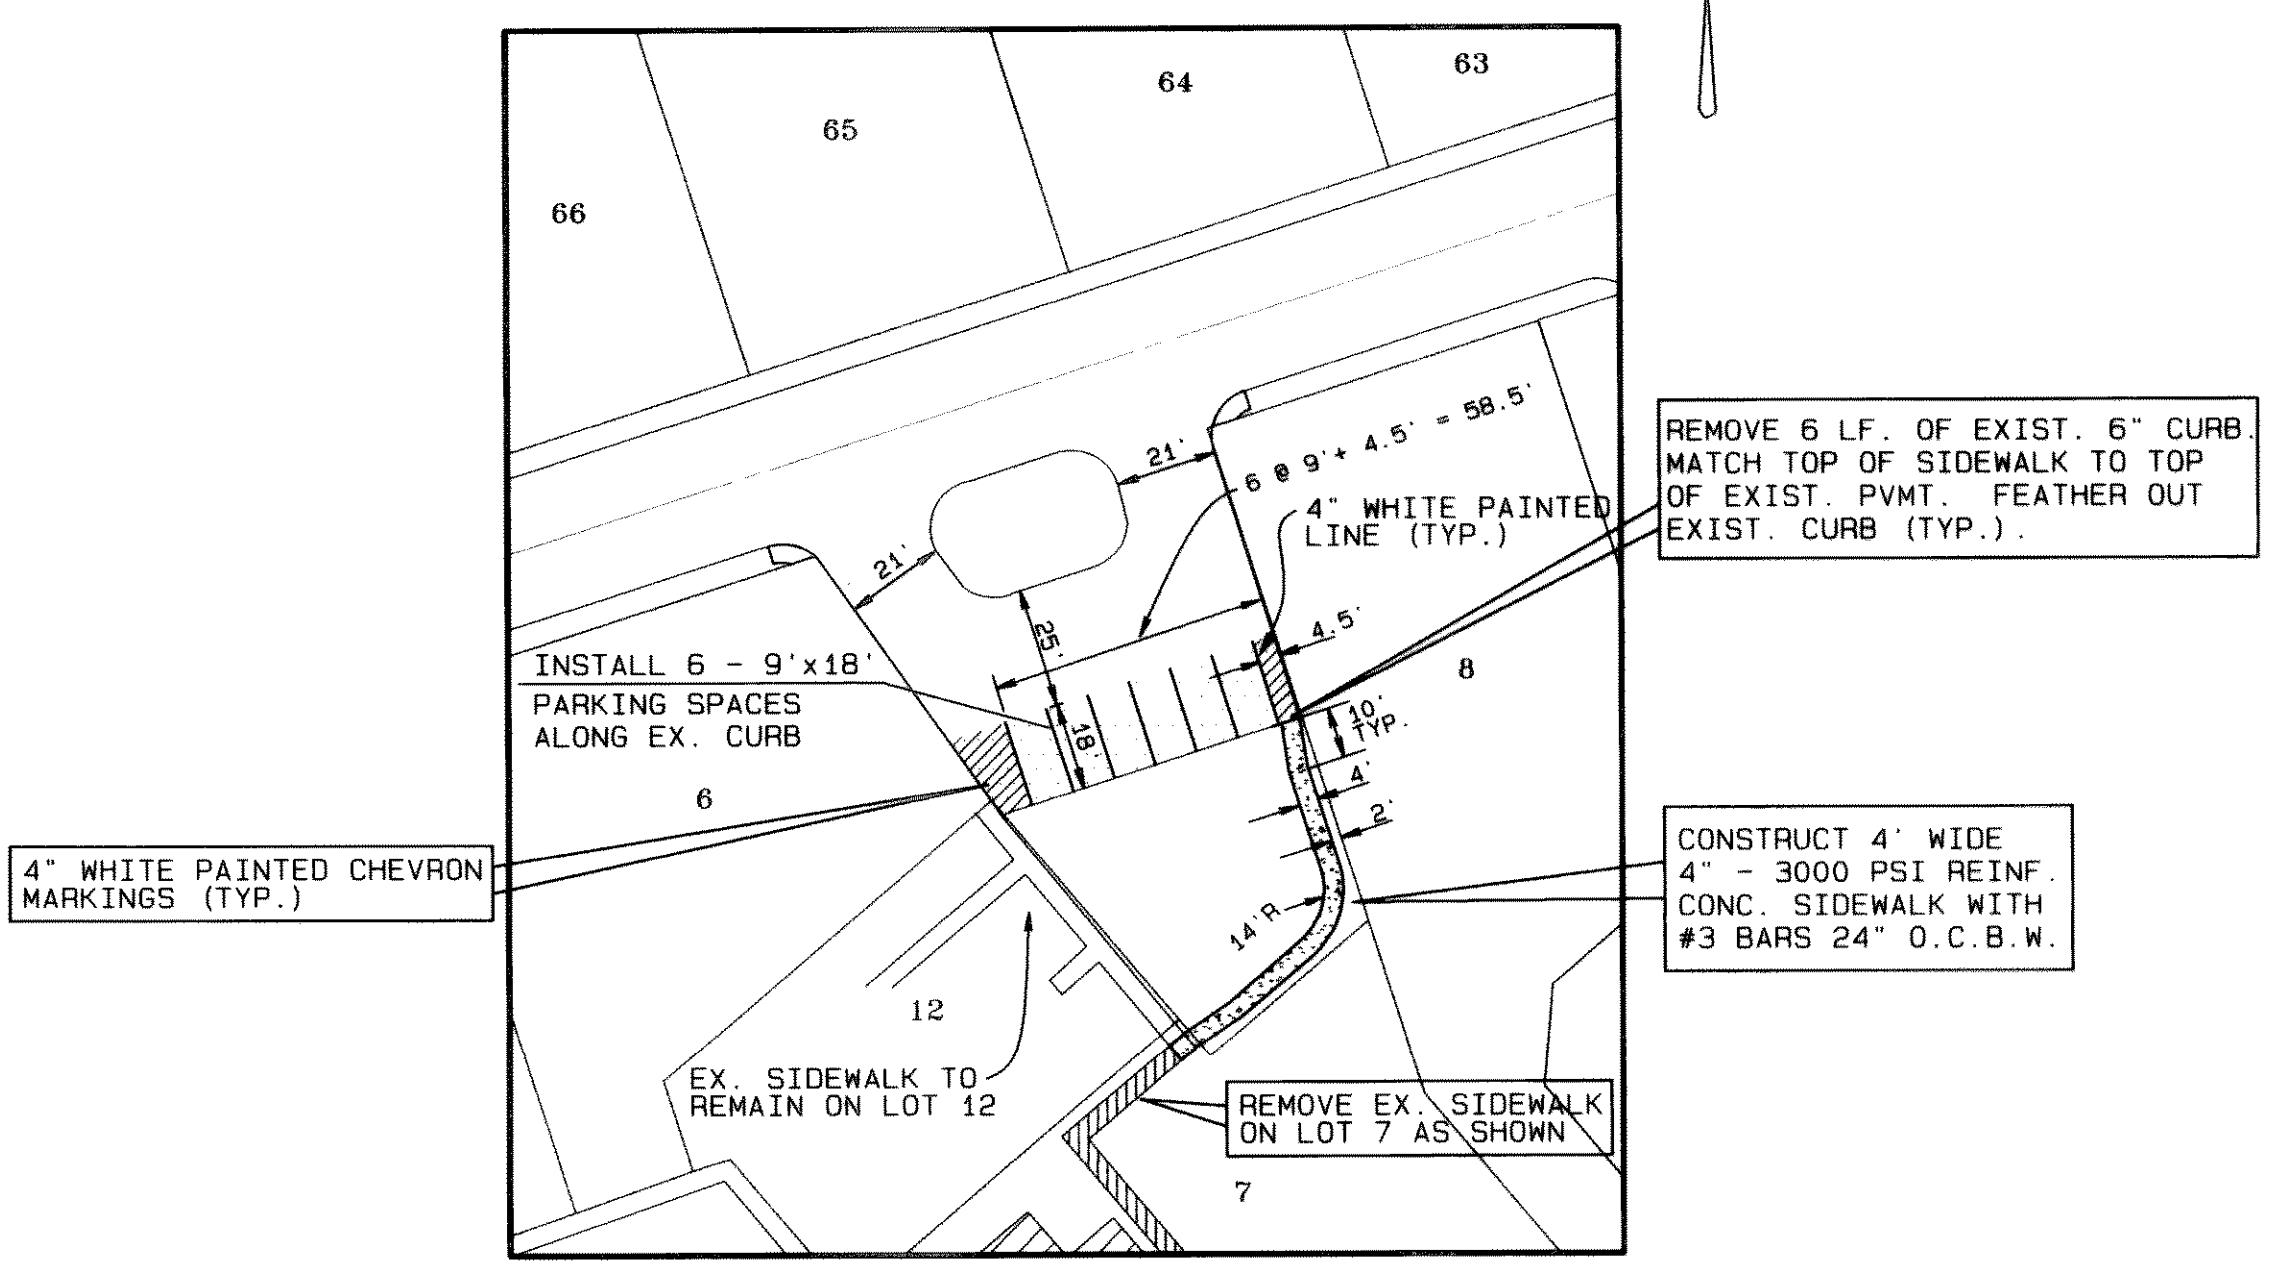 63
64
65
66
21'
6 @ 9'+ 4.5' = 58.5'
4" WHITE PAINTED
LINE (TYP.)
REMOVE 6 LF. OF EXIST. 6" CURB.
MATCH TOP OF SIDEWALK TO TOP
OF EXIST. PVMT. FEATHER OUT
EXIST. CURB (TYP.).
21'
25'
4.5'
INSTALL 6 - 9'x18'
PARKING SPACES
ALONG EX. CURB
18'
8
10'
TYP.
4'
2'
6
4" WHITE PAINTED CHEVRON
MARKINGS (TYP.)
CONSTRUCT 4' WIDE
4" - 3000 PSI REINF.
CONC. SIDEWALK WITH
#3 BARS 24" O.C.B.W.
14'R
12
EX. SIDEWALK TO
REMAIN ON LOT 12
REMOVE EX. SIDEWALK
ON LOT 7 AS SHOWN
7